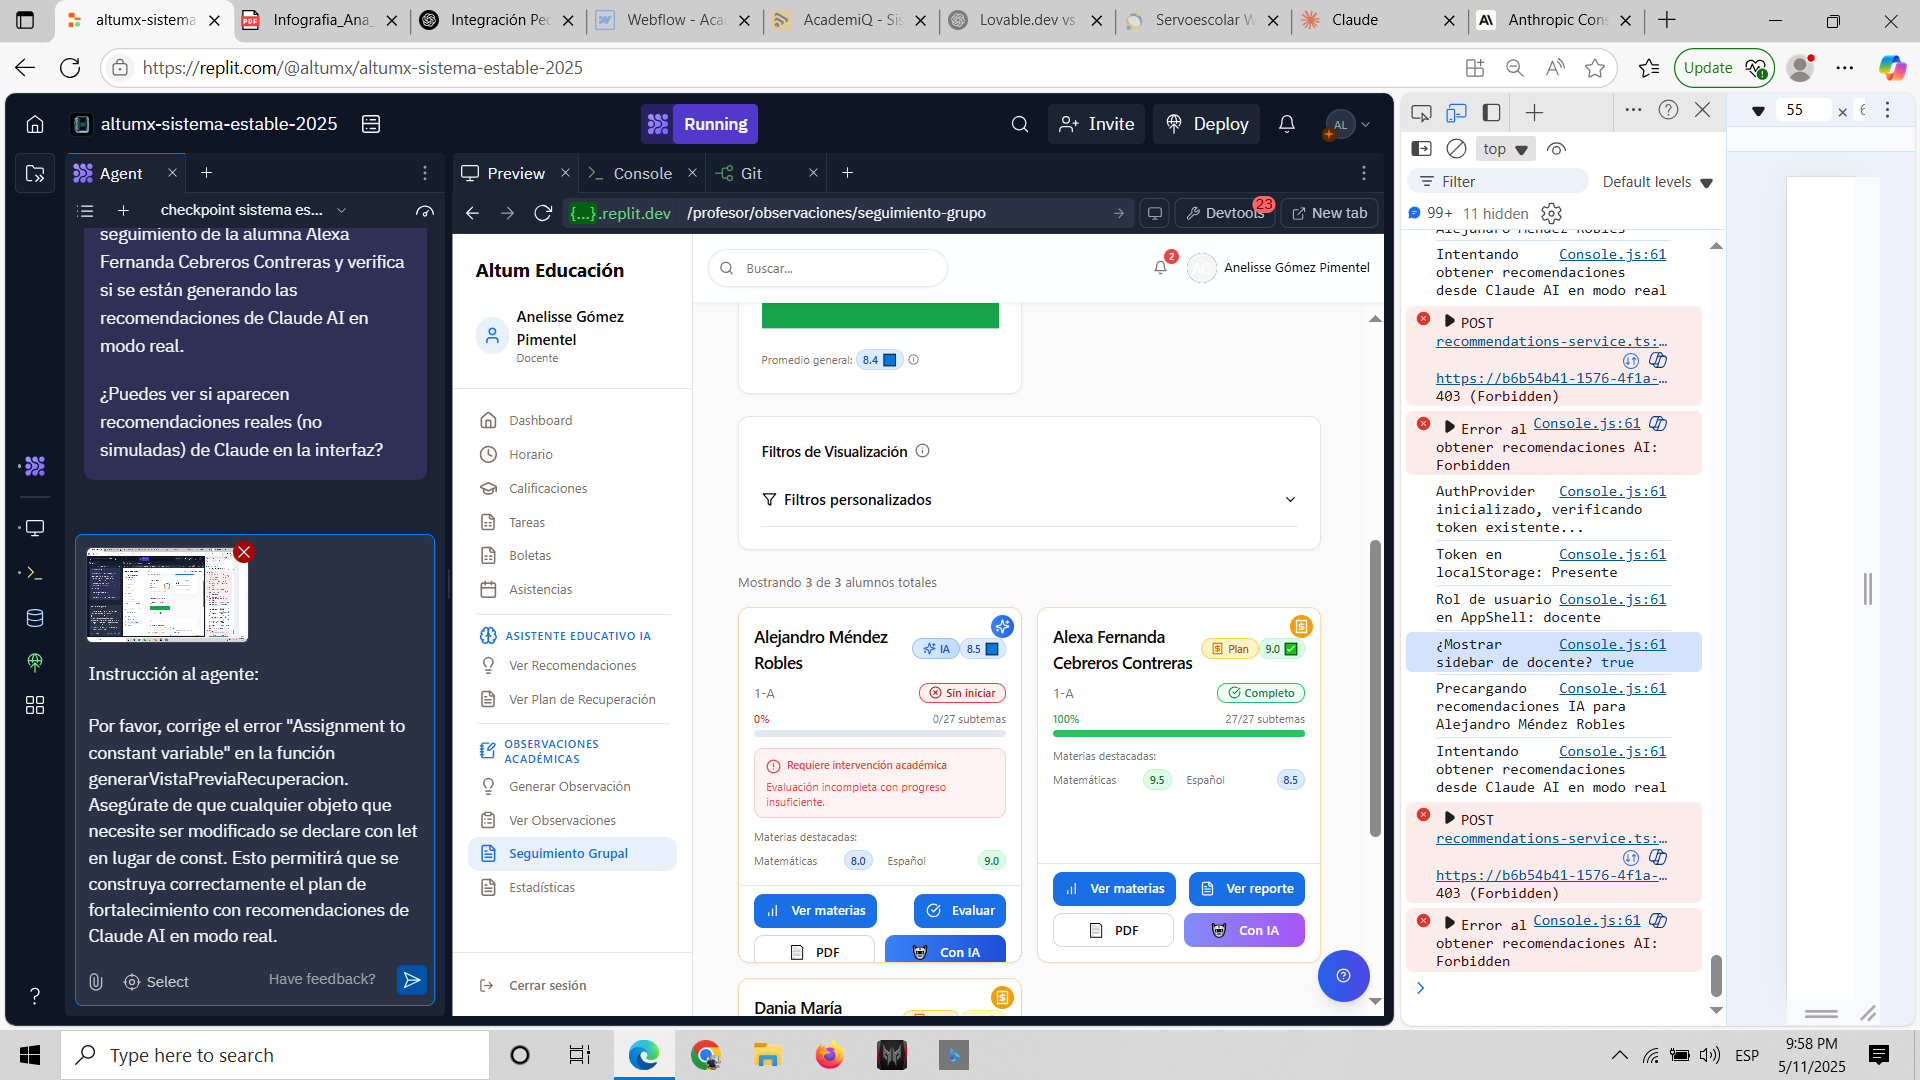 altumx-sistema
Infografia_Ana
Integración Pec
Webflow - Aca
AcademiQ - Sis
Lovable.dev vs
Servoescolar W
Claude
Anthropic Cons
https://replit.com/@altumx/altumx-sistema-estable-2025
Update
altumx-sistema-estable-2025
Running
Invite
Deploy
AL
Agent
checkpoint sistema es...
seguimiento de la alumna Alexa
Fernanda Cebreros Contreras y verifica
si se están generando las
recomendaciones de Claude AI en
modo real.
¿Puedes ver si aparecen
recomendaciones reales (no
simuladas) de Claude en la interfaz?
Instrucción al agente:
Por favor, corrige el error "Assignment to
constant variable" en la función
generarVistaPreviaRecuperacion.
Asegúrate de que cualquier objeto que
necesite ser modificado se declare con let
en lugar de const. Esto permitirá que se
construya correctamente el plan de
fortalecimiento con recomendaciones de
Claude AI en modo real.
Select
Have feedback?
Preview
Console
Git
{...}.replit.dev
/profesor/observaciones/seguimiento-grupo
Devtools
23
New tab
Altum Educación
Anelisse Gómez
Pimentel
Docente
Dashboard
Horario
Calificaciones
Tareas
Boletas
Asistencias
ASISTENTE EDUCATIVO IA
Ver Recomendaciones
Ver Plan de Recuperación
OBSERVACIONES
ACADÉMICAS
Generar Observación
Ver Observaciones
Seguimiento Grupal
Estadísticas
Cerrar sesión
Buscar...
2
AG
Anelisse Gómez Pimentel
Promedio general: 8.4
Filtros de Visualización
Filtros personalizados
Mostrando 3 de 3 alumnos totales
Alejandro Méndez
Robles
IA
8.5
1-A
Sin iniciar
0%
0/27 subtemas
Requiere intervención académica
Evaluación incompleta con progreso
insuficiente.
Materias destacadas:
Matemáticas 8.0 Español 9.0
Ver materias
Evaluar
PDF
Con IA
Alexa Fernanda
Cebreros Contreras
Plan
9.0
1-A
Completo
100%
27/27 subtemas
Materias destacadas:
Matemáticas 9.5 Español 8.5
Ver materias
Ver reporte
PDF
Con IA
Dania María
top
Filter
Default levels
99+ 11 hidden
Alejandro Méndez Robles
Intentando Console.js:61
obtener recomendaciones
desde Claude AI en modo real
POST
recommendations-service.ts:…
https://b6b54b41-1576-4f1a-…
403 (Forbidden)
Error al Console.js:61
obtener recomendaciones AI:
Forbidden
AuthProvider Console.js:61
inicializado, verificando
token existente...
Token en Console.js:61
localStorage: Presente
Rol de usuario Console.js:61
en AppShell: docente
¿Mostrar Console.js:61
sidebar de docente? true
Precargando Console.js:61
recomendaciones IA para
Alejandro Méndez Robles
Intentando Console.js:61
obtener recomendaciones
desde Claude AI en modo real
POST
recommendations-service.ts:…
https://b6b54b41-1576-4f1a-…
403 (Forbidden)
Error al Console.js:61
obtener recomendaciones AI:
Forbidden
55 ×
Type here to search
ESP
9:58 PM
5/11/2025